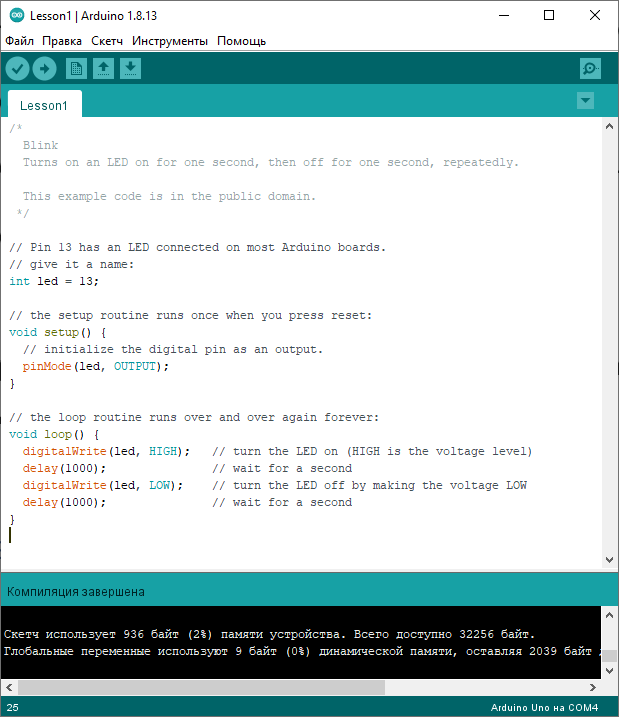 Lesson1 | Arduino 1.8.13
Файл Правка Скетч Инструменты Помощь
Lesson1
/*
  Blink
  Turns on an LED on for one second, then off for one second, repeatedly.

  This example code is in the public domain.
 */

// Pin 13 has an LED connected on most Arduino boards.
// give it a name:
int led = 13;

// the setup routine runs once when you press reset:
void setup() {
  // initialize the digital pin as an output.
  pinMode(led, OUTPUT);
}

// the loop routine runs over and over again forever:
void loop() {
  digitalWrite(led, HIGH);   // turn the LED on (HIGH is the voltage level)
  delay(1000);               // wait for a second
  digitalWrite(led, LOW);    // turn the LED off by making the voltage LOW
  delay(1000);               // wait for a second
}
Компиляция завершена
Скетч использует 936 байт (2%) памяти устройства. Всего доступно 32256 байт.
Глобальные переменные используют 9 байт (0%) динамической памяти, оставляя 2039 байт
25
Arduino Uno на COM4